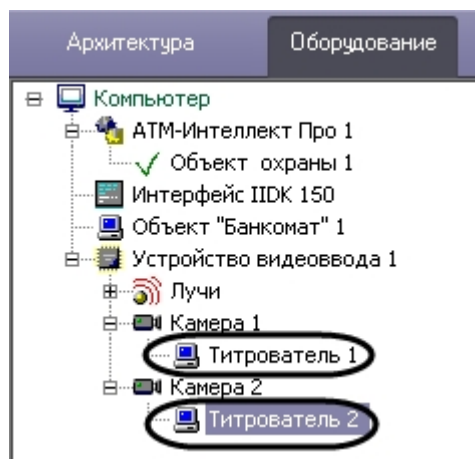 Архитектура Оборудование
Компьютер
АТМ-Интеллект Про 1
Объект охраны 1
Интерфейс IIDK 150
Объект "Банкомат" 1
Устройство видеоввода 1
Лучи
Камера 1
Титрователь 1
Камера 2
Титрователь 2